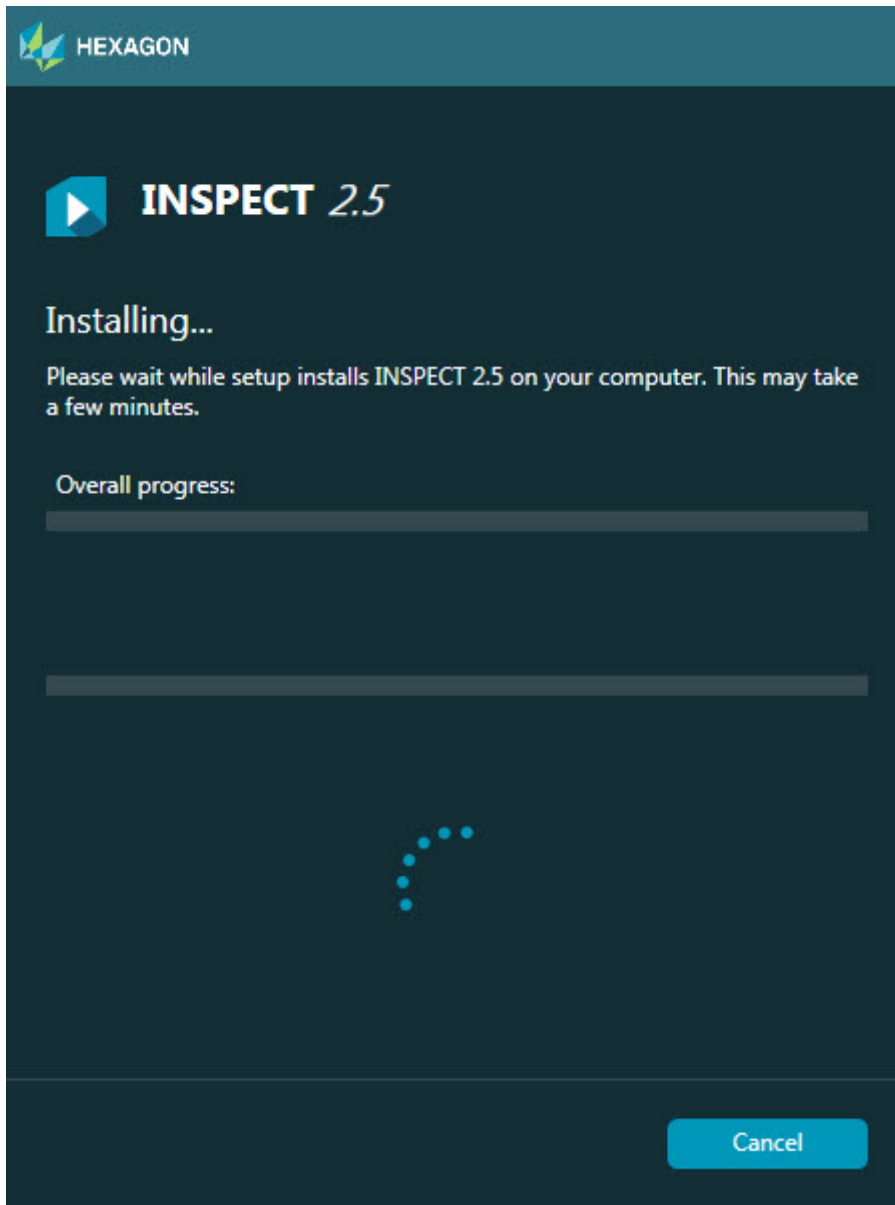 HEXAGON
INSPECT 2.5
Installing...
Please wait while setup installs INSPECT 2.5 on your computer. This may take
a few minutes.
Overall progress:
Cancel